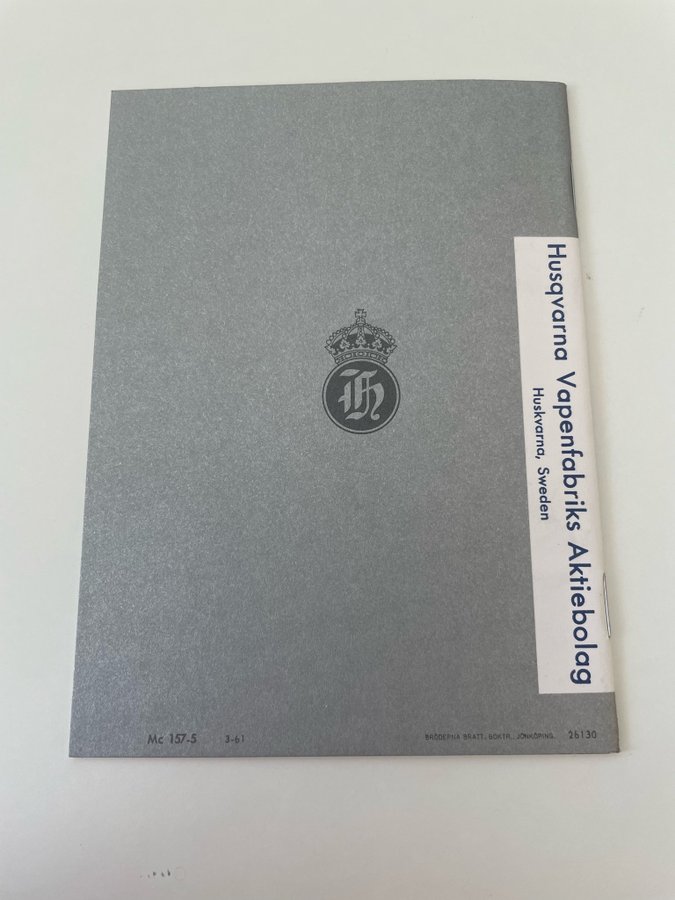 H
Husqvarna Vapenfabriks Aktiebolag
Huskvarna, Sweden
Mc 157-5 3-61 BRÖDERNA BRATT, BOKTR., JÖNKÖPING. 26130